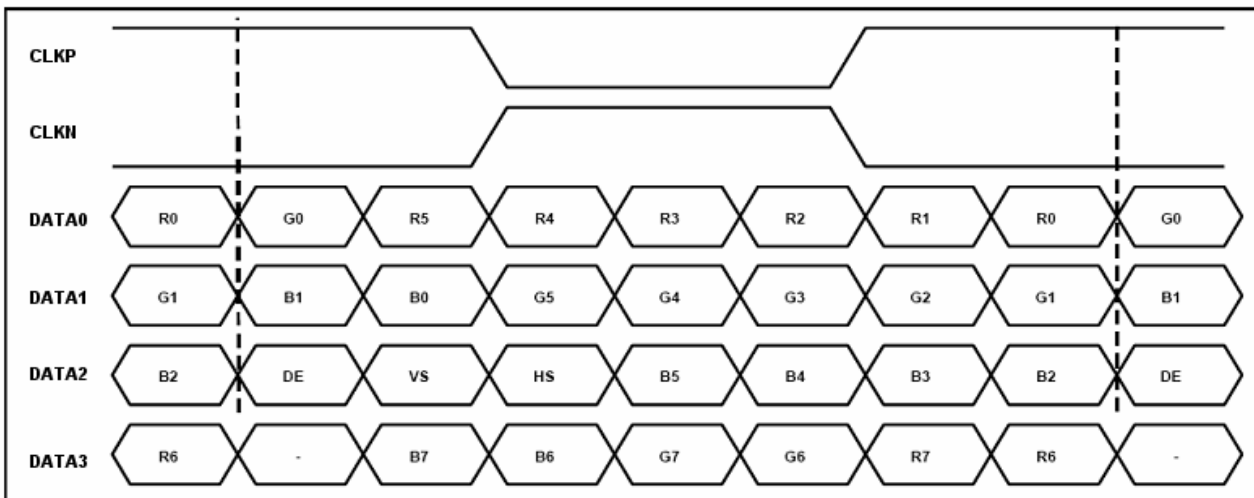 CLKP
CLKN
DATA0 R0 G0 R5 R4 R3 R2 R1 R0 G0
DATA1 G1 B1 B0 G5 G4 G3 G2 G1 B1
DATA2 B2 DE VS HS B5 B4 B3 B2 DE
DATA3 R6 - B7 B6 G7 G6 R7 R6 -